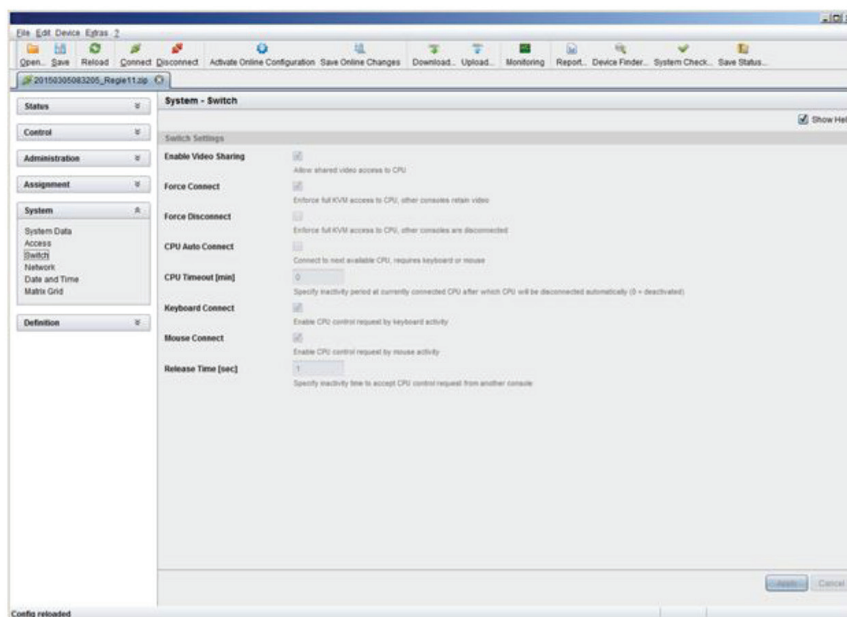 File Edit Device Extras ?
Open... Save Reload Connect Disconnect Activate Online Configuration Save Online Changes Download... Upload... Monitoring Report... Device Finder... System Check... Save Status...
20150305083205_Regie11.zip
Status
Control
Administration
Assignment
System
System Data
Access
Switch
Network
Date and Time
Matrix Grid
Definition
System - Switch
Show Hel
Switch Settings
Enable Video Sharing
Allow shared video access to CPU
Force Connect
Enforce full KVM access to CPU, other consoles retain video
Force Disconnect
Enforce full KVM access to CPU, other consoles are disconnected
CPU Auto Connect
Connect to next available CPU, requires keyboard or mouse
CPU Timeout [min] 0
Specify inactivity period at currently connected CPU after which CPU will be disconnected automatically (0 = deactivated)
Keyboard Connect
Enable CPU control request by keyboard activity
Mouse Connect
Enable CPU control request by mouse activity
Release Time [sec] 1
Specify inactivity time to accept CPU control request from another console
Apply Cancel
Config reloaded